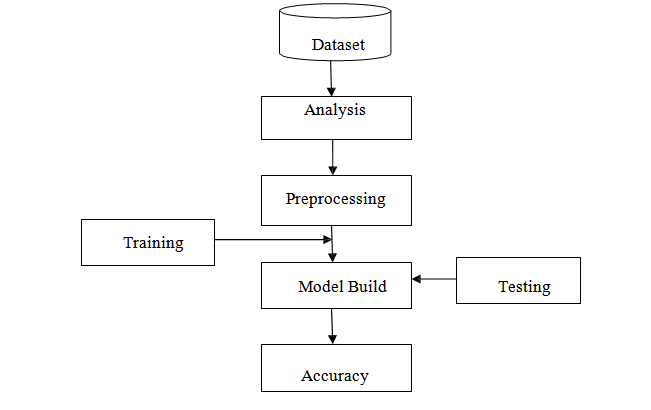 Dataset
Analysis
Preprocessing
Training
Model Build
Testing
Accuracy